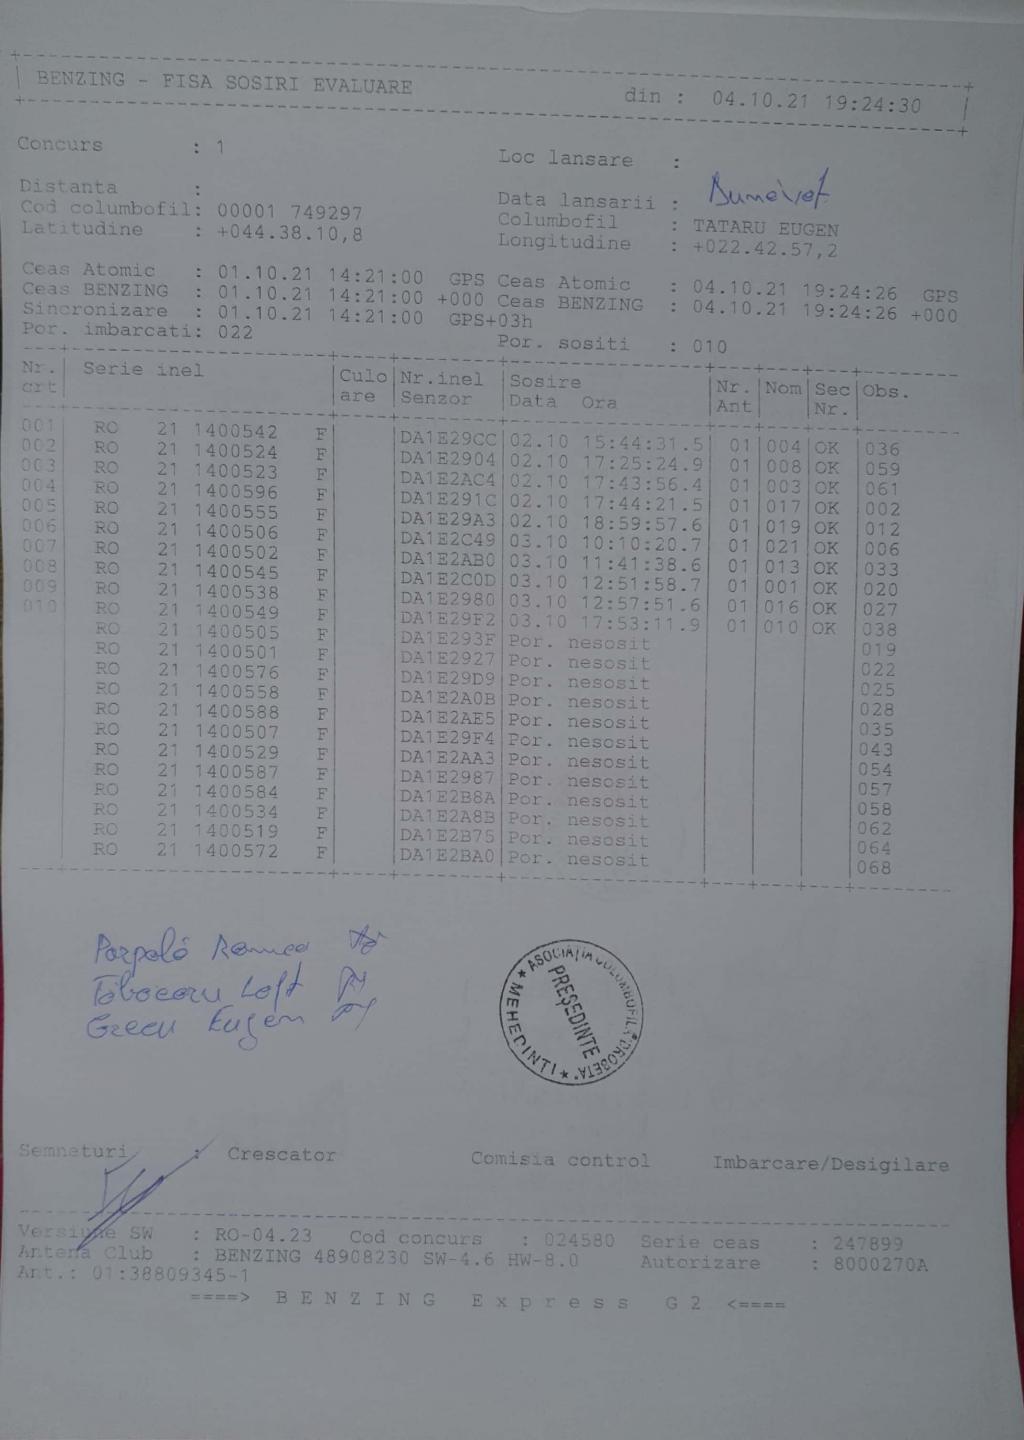 BENZING - FISA SOSIRI EVALUARE din : 04.10.21 19:24:30
Concurs : 1 Loc lansare :
Distanta : Data lansarii :
Cod columbofil: 00001 749297 Columbofil : TATARU EUGEN
Latitudine : +044.38.10,8 Longitudine : +022.42.57,2
Ceas Atomic : 01.10.21 14:21:00 GPS Ceas Atomic : 04.10.21 19:24:26 GPS
Ceas BENZING : 01.10.21 14:21:00 +000 Ceas BENZING : 04.10.21 19:24:26 +000
Sincronizare : 01.10.21 14:21:00 GPS+03h
Por. imbarcati: 022 Por. sositi : 010
Nr. Serie inel Culo Nr.inel Sosire Nr. Nom Sec Obs.
crt are Senzor Data Ora Ant Nr.
001 RO 21 1400542 F DA1E29CC 02.10 15:44:31.5 01 004 OK 036
002 RO 21 1400524 F DA1E2904 02.10 17:25:24.9 01 008 OK 059
003 RO 21 1400523 F DA1E2AC4 02.10 17:43:56.4 01 003 OK 061
004 RO 21 1400596 F DA1E291C 02.10 17:44:21.5 01 017 OK 002
005 RO 21 1400555 F DA1E29A3 02.10 18:59:57.6 01 019 OK 012
006 RO 21 1400506 F DA1E2C49 03.10 10:10:20.7 01 021 OK 006
007 RO 21 1400502 F DA1E2AB0 03.10 11:41:38.6 01 013 OK 033
008 RO 21 1400545 F DA1E2C0D 03.10 12:51:58.7 01 001 OK 020
009 RO 21 1400538 F DA1E2980 03.10 12:57:51.6 01 016 OK 027
010 RO 21 1400549 F DA1E29F2 03.10 17:53:11.9 01 010 OK 038
RO 21 1400505 F DA1E293F Por. nesosit 019
RO 21 1400501 F DA1E2927 Por. nesosit 022
RO 21 1400576 F DA1E29D9 Por. nesosit 025
RO 21 1400558 F DA1E2A0B Por. nesosit 028
RO 21 1400588 F DA1E2AE5 Por. nesosit 035
RO 21 1400507 F DA1E29F4 Por. nesosit 043
RO 21 1400529 F DA1E2AA3 Por. nesosit 054
RO 21 1400587 F DA1E2987 Por. nesosit 057
RO 21 1400584 F DA1E2B8A Por. nesosit 058
RO 21 1400534 F DA1E2A8B Por. nesosit 062
RO 21 1400519 F DA1E2B75 Por. nesosit 064
RO 21 1400572 F DA1E2BA0 Por. nesosit 068
Romeo
Loft
Grecu Eugen
ASOCIAȚIA COLUMBOFILĂ "DROBETA" * MEHEDINTI *
PREȘEDINTE
Semneturi : Crescator Comisia control Imbarcare/Desigilare
Versiune SW : RO-04.23 Cod concurs : 024580 Serie ceas : 247899
Antena Club : BENZING 48908230 SW-4.6 HW-8.0 Autorizare : 8000270A
Ant.: 01:38809345-1
====> BENZING Express G2 <====